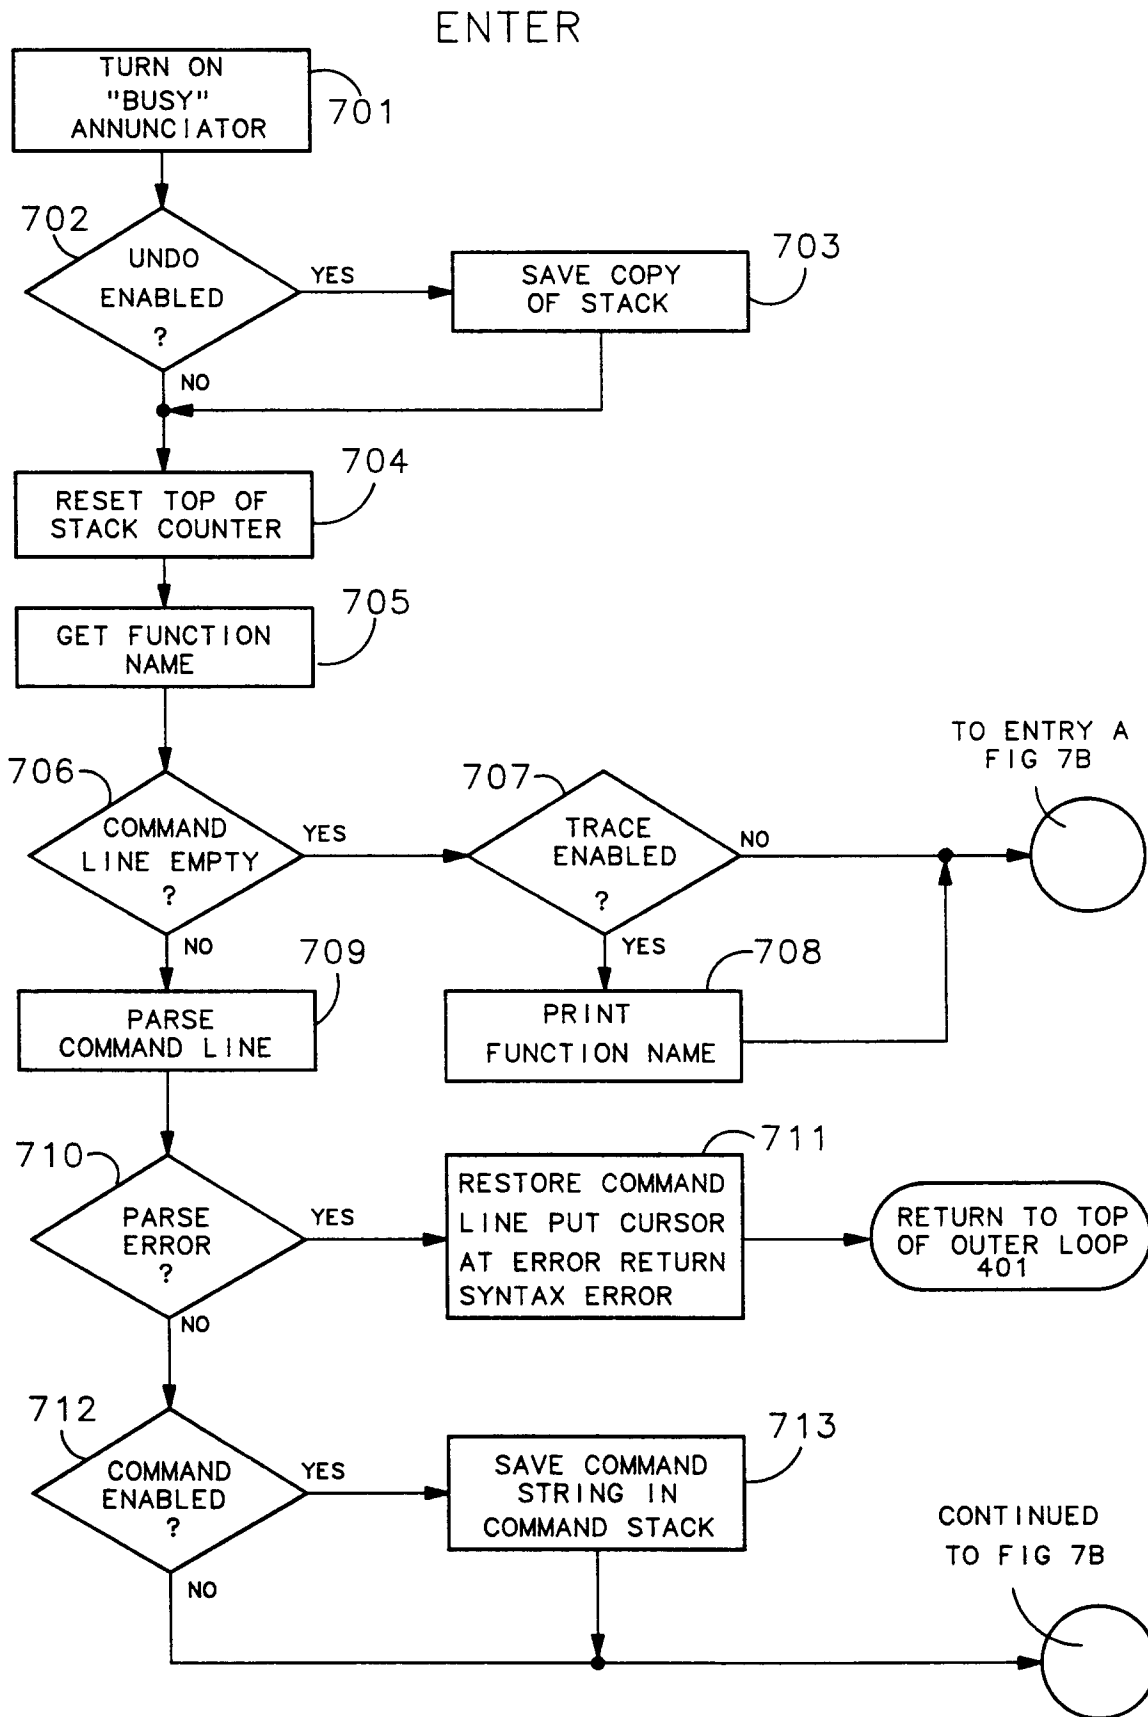 ENTER
TURN ON
"BUSY"
ANNUNCIATOR
701
702
UNDO
ENABLED
?
YES
NO
703
SAVE COPY
OF STACK
704
RESET TOP OF
STACK COUNTER
705
GET FUNCTION
NAME
706
COMMAND
LINE EMPTY
?
YES
NO
707
TRACE
ENABLED
?
NO
YES
TO ENTRY A
FIG 7B
708
PRINT
FUNCTION NAME
709
PARSE
COMMAND LINE
710
PARSE
ERROR
?
YES
NO
711
RESTORE COMMAND
LINE PUT CURSOR
AT ERROR RETURN
SYNTAX ERROR
RETURN TO TOP
OF OUTER LOOP
401
712
COMMAND
ENABLED
?
YES
NO
713
SAVE COMMAND
STRING IN
COMMAND STACK
CONTINUED
TO FIG 7B